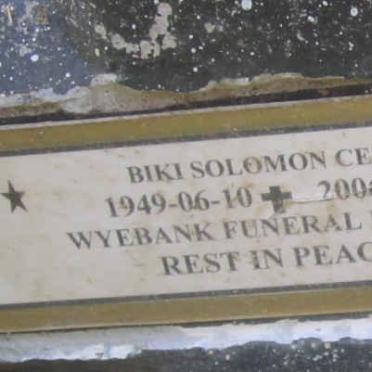 BIKI SOLOMON CE
1949-06-10 200
WYEBANK FUNERAL
REST IN PEAC